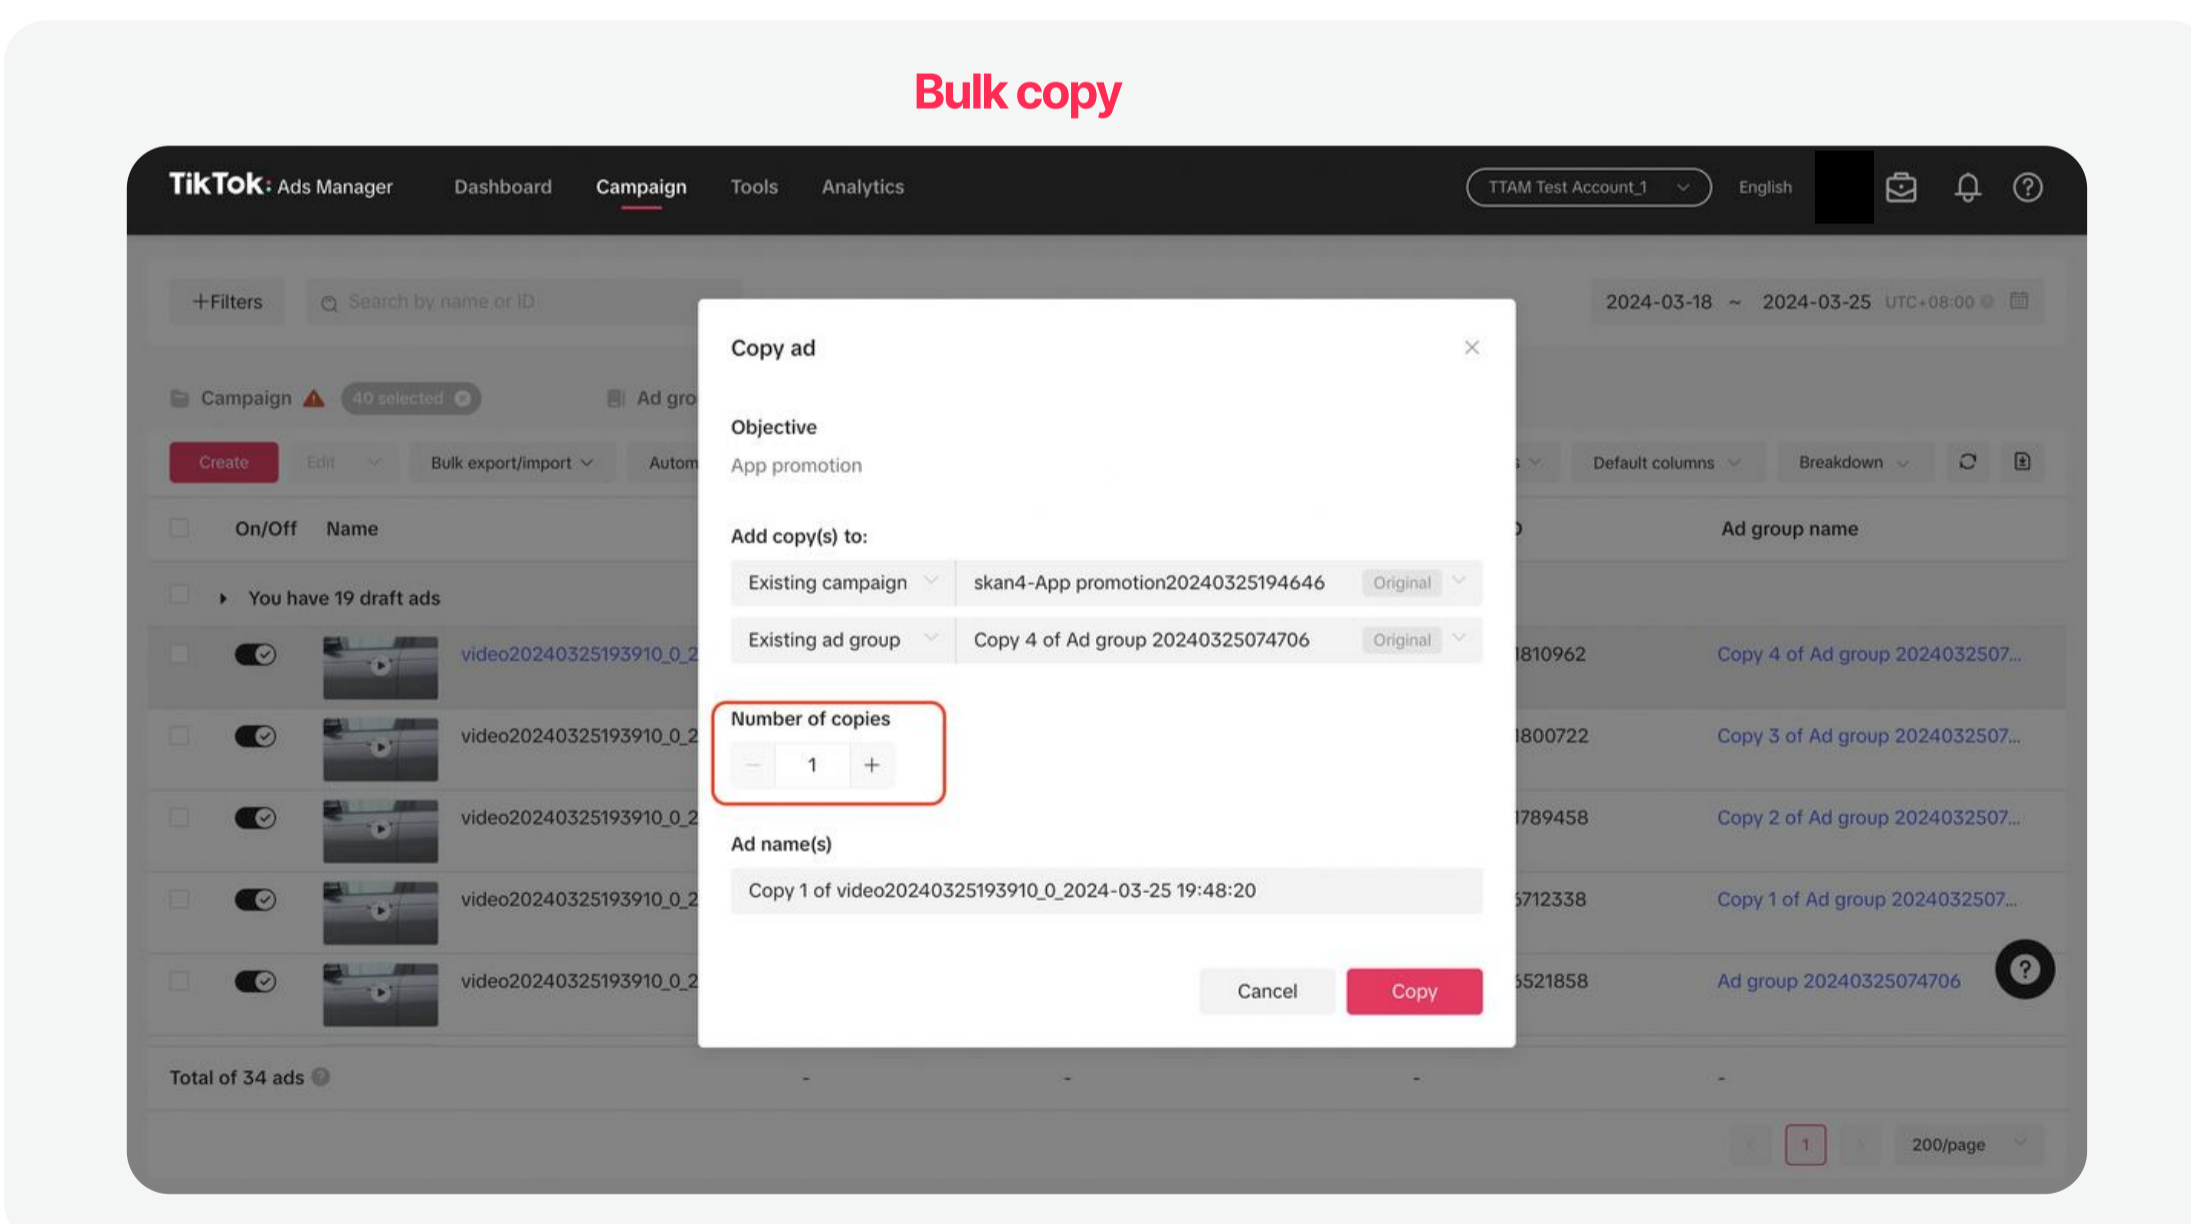 Bulk copy
TikTok: Ads Manager Dashboard Campaign Tools Analytics TTAM Test Account_1 English
+Filters Search by name or ID 2024-03-18 ~ 2024-03-25 UTC+08:00
Copy ad
Campaign 40 selected Ad gro
Objective
Create Edit Bulk export/import Autom App promotion Default columns Breakdown
On/Off Name Add copy(s) to: Ad group name
Existing campaign skan4-App promotion20240325194646 Original
You have 19 draft ads
Existing ad group Copy 4 of Ad group 20240325074706 Original
video20240325193910_0_2 1810962 Copy 4 of Ad group 2024032507...
Number of copies
video20240325193910_0_2 1800722 Copy 3 of Ad group 2024032507...
1
video20240325193910_0_2 1789458 Copy 2 of Ad group 2024032507...
Ad name(s)
Copy 1 of video20240325193910_0_2024-03-25 19:48:20
video20240325193910_0_2 6712338 Copy 1 of Ad group 2024032507...
video20240325193910_0_2 6521858 Ad group 20240325074706
Cancel Copy
Total of 34 ads - - - -
1 200/page